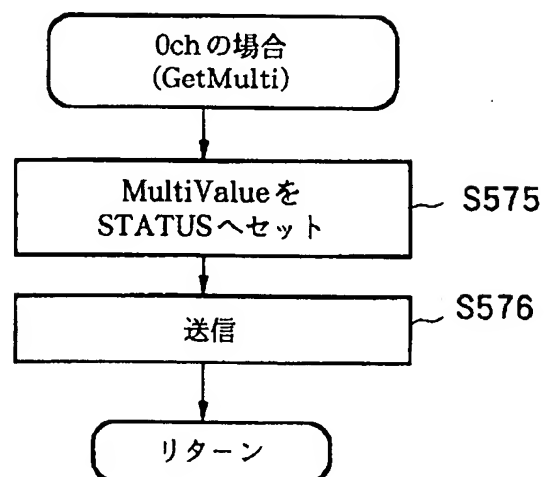 0chの場合
(GetMulti)
MultiValueを
STATUSへセット
S575
送信
S576
リターン